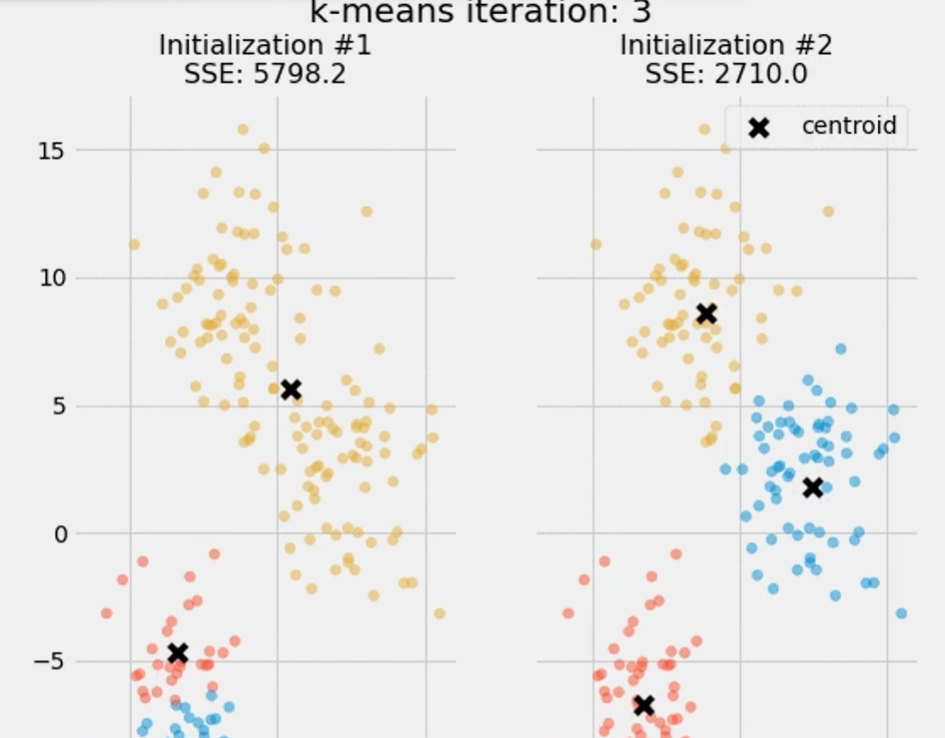 k-means iteration: 3
Initialization #1
SSE: 5798.2
Initialization #2
SSE: 2710.0
centroid
15
10
5
0
−5